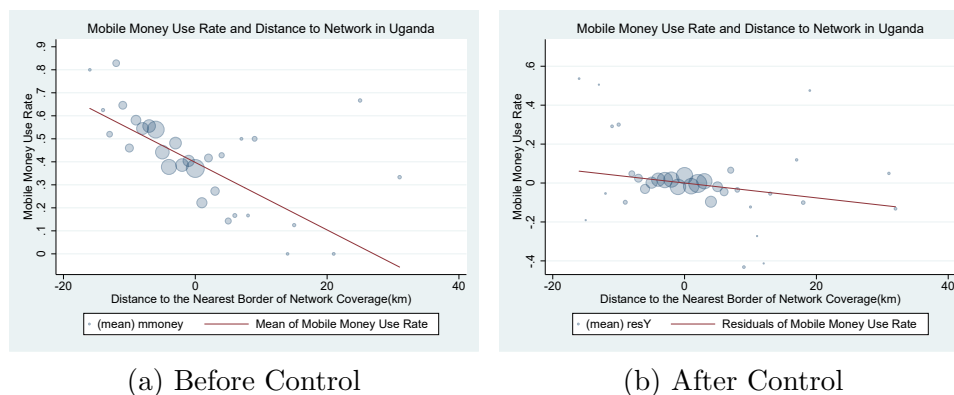 Mobile Money Use Rate and Distance to Network in Uganda
Mobile Money Use Rate
.9
.8
.7
.6
.5
.4
.3
.2
.1
0
-20
0
20
40
Distance to the Nearest Border of Network Coverage(km)
(mean) mmoney
Mean of Mobile Money Use Rate
(a) Before Control
Mobile Money Use Rate and Distance to Network in Uganda
Mobile Money Use Rate
.6
.4
.2
0
-.2
-.4
-20
0
20
40
Distance to the Nearest Border of Network Coverage(km)
(mean) resY
Residuals of Mobile Money Use Rate
(b) After Control